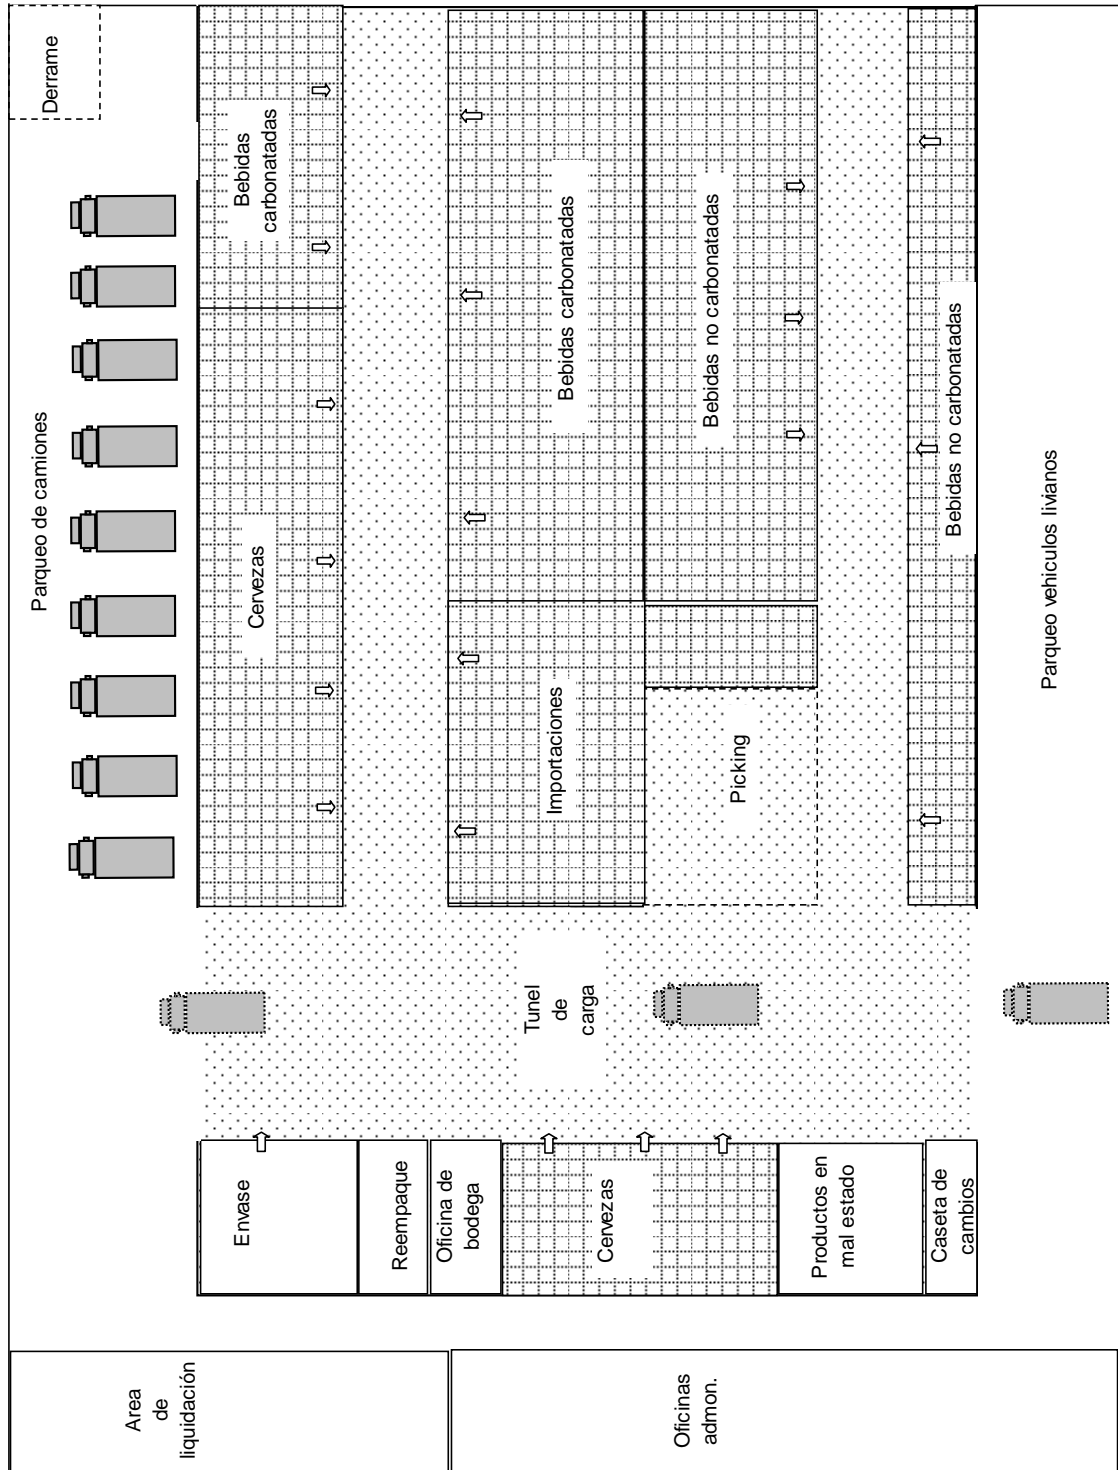 Parqueo de camiones
Derrame
Area
de
liquidación
Envase
Cervezas
Bebidas
carbonatadas
Reempaque
Oficina de
bodega
Tunel
de
carga
Importaciones
Bebidas carbonatadas
Cervezas
Oficinas
admon.
Picking
Bebidas no carbonatadas
Productos en
mal estado
Caseta de
cambios
Bebidas no carbonatadas
Parqueo vehiculos livianos